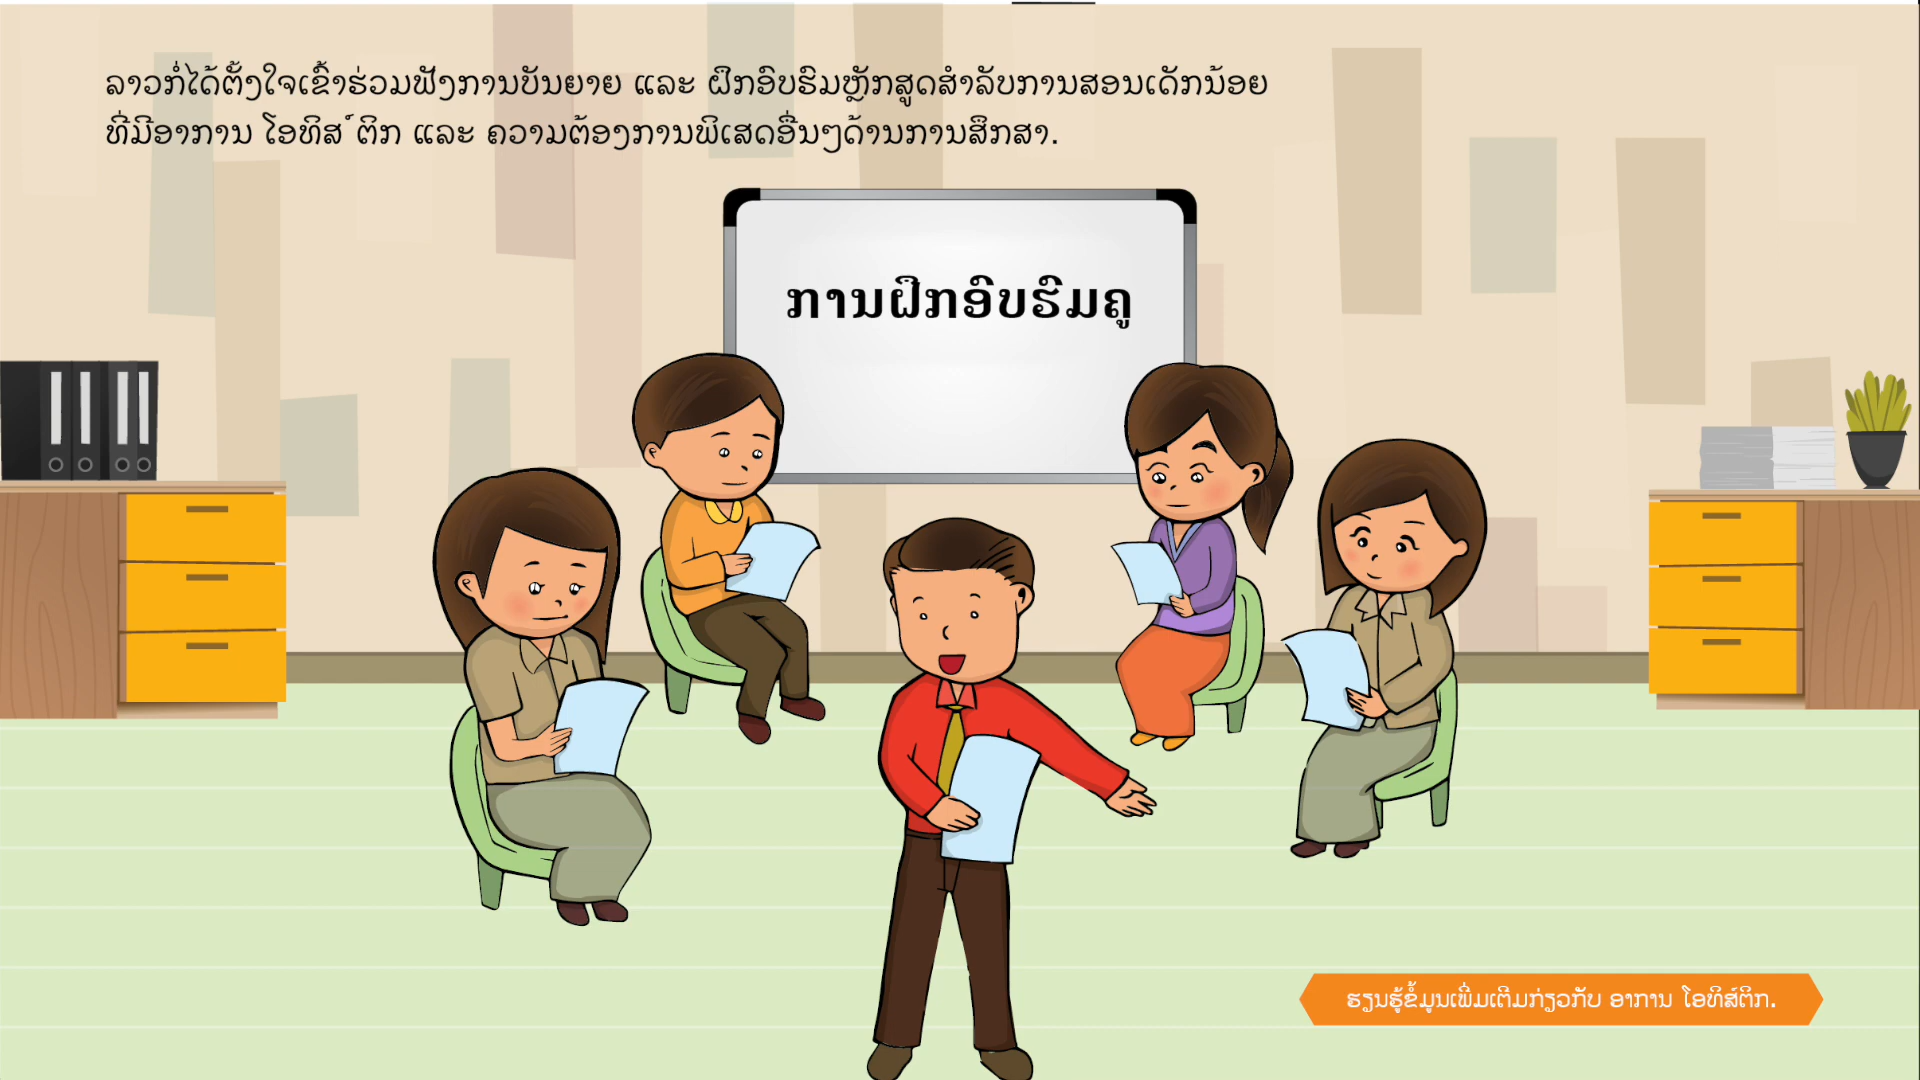 ລາວກໍ່ໄດ້ຕັ້ງໃຈເຂົ້າຮ່ວມຟັງການບັນຍາຍ ແລະ ຝຶກອົບຮົມຫຼັກສູດສຳລັບການສອນເດັກນ້ອຍ
ທີ່ມີອາການ ໂອທິສ໌ຕິກ ແລະ ຄວາມຕ້ອງການພິເສດອື່ນໆດ້ານການສຶກສາ.
ການຝຶກອົບຮົມຄູ
ຮຽນຮູ້ຂໍ້ມູນເພີ່ມເຕີມກ່ຽວກັບ ອາການ ໂອທິສ໌ຕິກ.